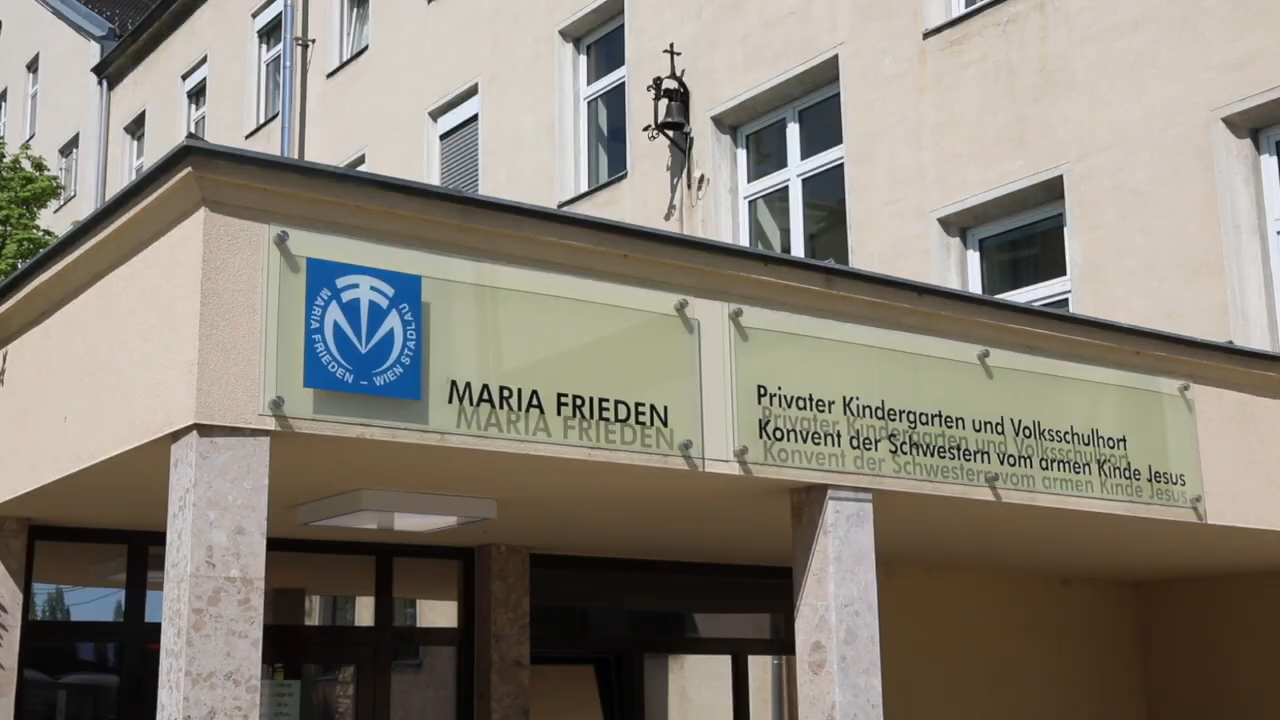 MARIA FRIEDEN – WIEN STADLAU
MARIA FRIEDEN
Privater Kindergarten und Volksschulhort
Konvent der Schwestern vom armen Kinde Jesus